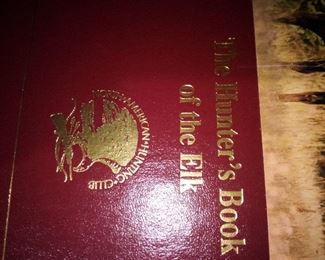 The Hunter's Book
of the Elk
NORTH • AMERICAN • HUNTING • CLUB